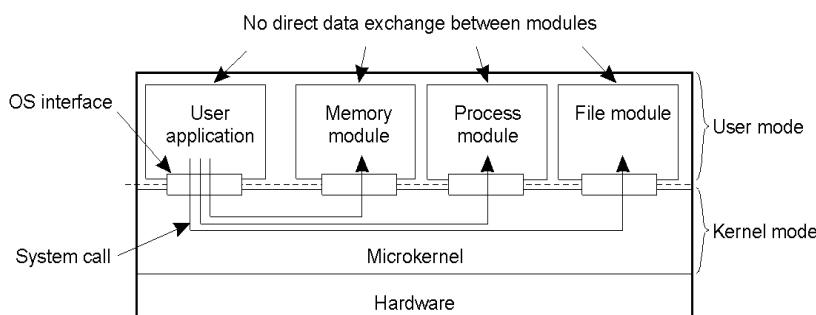 No direct data exchange between modules
OS interface
User
application
Memory
module
Process
module
File module
User mode
System call
Microkernel
Kernel mode
Hardware